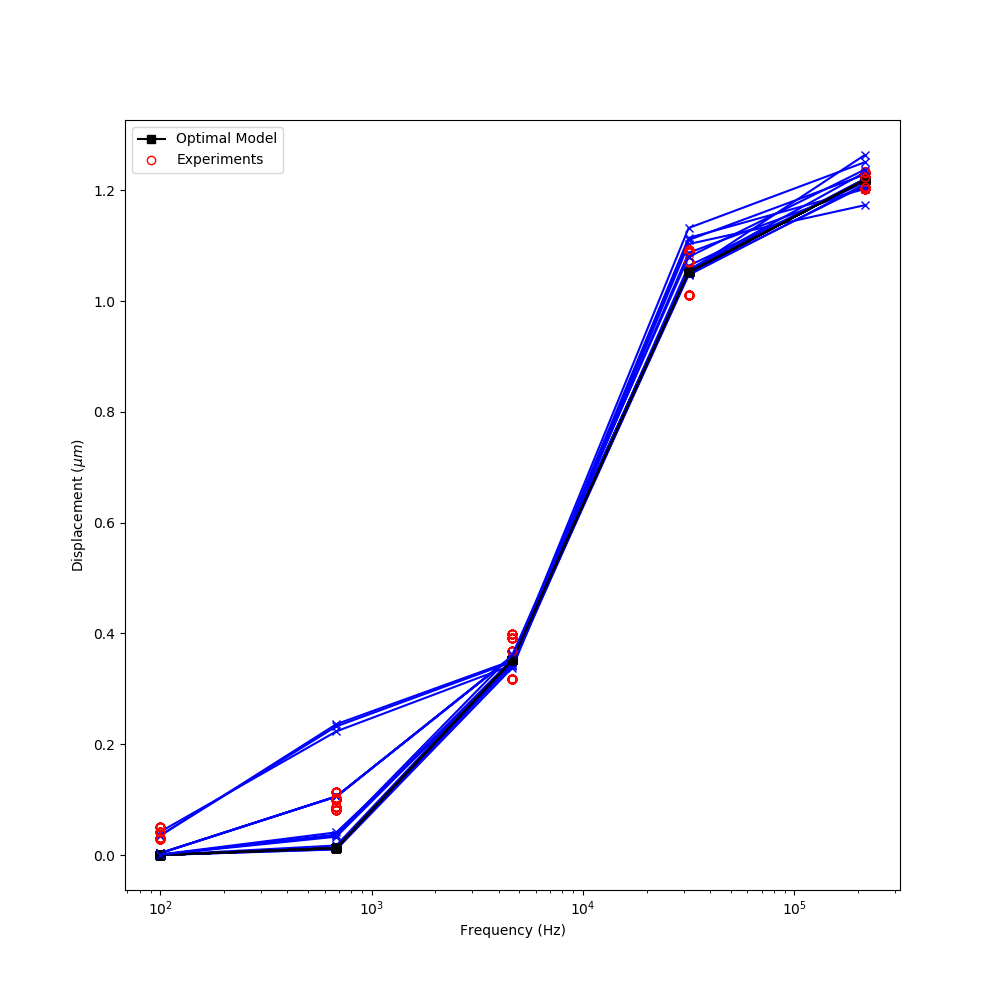 Optimal Model
Experiments
1.2
1.0
0.8
0.6
0.4
0.2
0.0
Displacement (μm)
10²
10³
10⁴
10⁵
Frequency (Hz)